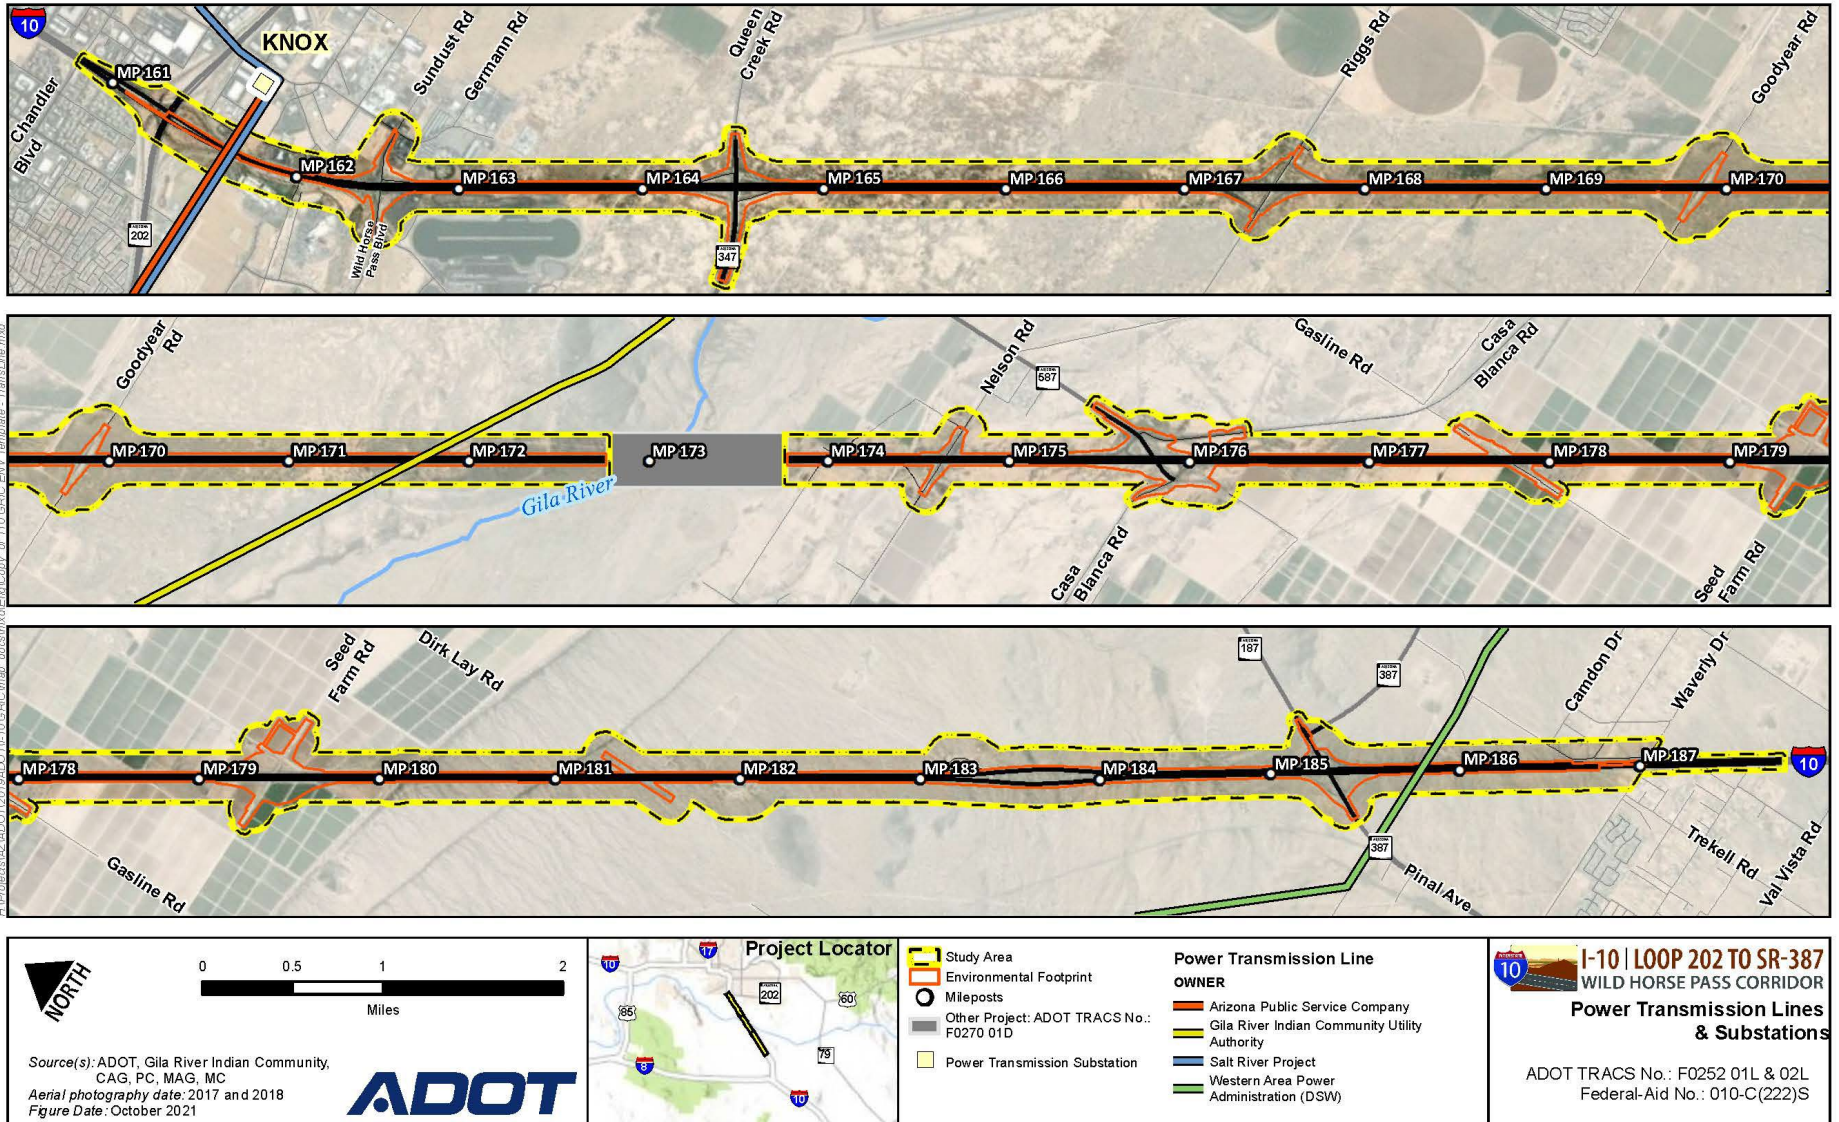 10
KNOX
Sundust Rd
Germann Rd
Queen
Creek Rd
Riggs Rd
Goodyear Rd
Chandler
Blvd
MP 161
MP 162
MP 163
MP 164
MP 165
MP 166
MP 167
MP 168
MP 169
MP 170
ARIZONA
202
Wild Horse
Pass Blvd
ARIZONA
347
Goodyear
Rd
Nelson Rd
ARIZONA
587
Gasline Rd
Casa
Blanca Rd
MP 170
MP 171
MP 172
MP 173
MP 174
MP 175
MP 176
MP 177
MP 178
MP 179
Gila River
Casa
Blanca Rd
Seed
Farm Rd
Seed
Farm Rd
Dirk Lay Rd
ARIZONA
187
ARIZONA
387
Camdon Dr
Waverly Dr
MP 178
MP 179
MP 180
MP 181
MP 182
MP 183
MP 184
MP 185
MP 186
MP 187
10
Gasline Rd
ARIZONA
387
Pinal Ave
Trekell Rd
Val Vista Rd
NORTH
0 0.5 1 2
Miles
Source(s): ADOT, Gila River Indian Community,
CAG, PC, MAG, MC
Aerial photography date: 2017 and 2018
Figure Date: October 2021
ADOT
Project Locator
17
10
202
60
85
8
79
10
Study Area
Environmental Footprint
Mileposts
Other Project: ADOT TRACS No.:
F0270 01D
Power Transmission Substation
Power Transmission Line
OWNER
Arizona Public Service Company
Gila River Indian Community Utility
Authority
Salt River Project
Western Area Power
Administration (DSW)
INTERSTATE
10
I-10 | LOOP 202 TO SR-387
WILD HORSE PASS CORRIDOR
Power Transmission Lines
& Substations
ADOT TRACS No.: F0252 01L & 02L
Federal-Aid No.: 010-C(222)S